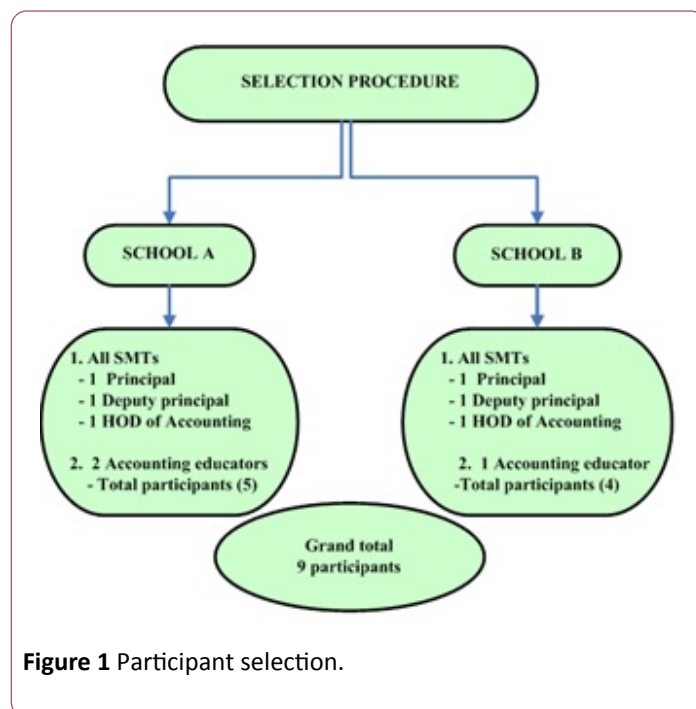 SELECTION PROCEDURE
SCHOOL A
SCHOOL B
1. All SMTs
- 1 Principal
- 1 Deputy principal
- 1 HOD of Accounting
2. 2 Accounting educators
- Total participants (5)
1. All SMTs
- 1 Principal
- 1 Deputy principal
- 1 HOD of Accounting
2. 1 Accounting educator
-Total participants (4)
Grand total
9 participants
Figure 1 Participant selection.